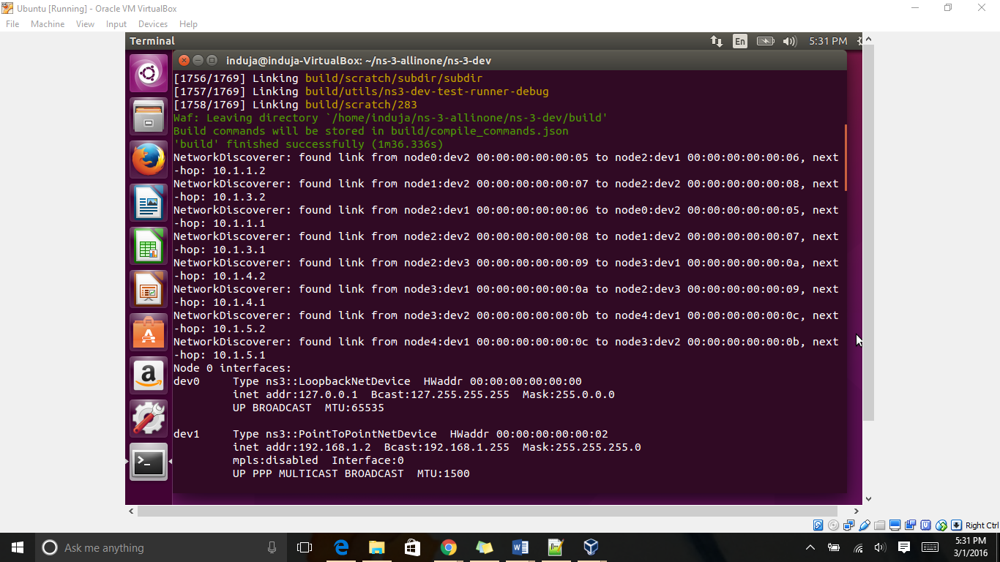 Ubuntu [Running] - Oracle VM VirtualBox
File Machine View Input Devices Help
Terminal En 5:31 PM
induja@induja-VirtualBox: ~/ns-3-allinone/ns-3-dev
[1756/1769] Linking build/scratch/subdir/subdir
[1757/1769] Linking build/utils/ns3-dev-test-runner-debug
[1758/1769] Linking build/scratch/283
Waf: Leaving directory `/home/induja/ns-3-allinone/ns-3-dev/build'
Build commands will be stored in build/compile_commands.json
'build' finished successfully (1m36.336s)
NetworkDiscoverer: found link from node0:dev2 00:00:00:00:00:05 to node2:dev1 00:00:00:00:00:06, next
-hop: 10.1.1.2
NetworkDiscoverer: found link from node1:dev2 00:00:00:00:00:07 to node2:dev2 00:00:00:00:00:08, next
-hop: 10.1.3.2
NetworkDiscoverer: found link from node2:dev1 00:00:00:00:00:06 to node0:dev2 00:00:00:00:00:05, next
-hop: 10.1.1.1
NetworkDiscoverer: found link from node2:dev2 00:00:00:00:00:08 to node1:dev2 00:00:00:00:00:07, next
-hop: 10.1.3.1
NetworkDiscoverer: found link from node2:dev3 00:00:00:00:00:09 to node3:dev1 00:00:00:00:00:0a, next
-hop: 10.1.4.2
NetworkDiscoverer: found link from node3:dev1 00:00:00:00:00:0a to node2:dev3 00:00:00:00:00:09, next
-hop: 10.1.4.1
NetworkDiscoverer: found link from node3:dev2 00:00:00:00:00:0b to node4:dev1 00:00:00:00:00:0c, next
-hop: 10.1.5.2
NetworkDiscoverer: found link from node4:dev1 00:00:00:00:00:0c to node3:dev2 00:00:00:00:00:0b, next
-hop: 10.1.5.1
Node 0 interfaces:
dev0 Type ns3::LoopbackNetDevice HWaddr 00:00:00:00:00:00
inet addr:127.0.0.1 Bcast:127.255.255.255 Mask:255.0.0.0
UP BROADCAST MTU:65535
dev1 Type ns3::PointToPointNetDevice HWaddr 00:00:00:00:00:02
inet addr:192.168.1.2 Bcast:192.168.1.255 Mask:255.255.255.0
mpls:disabled Interface:0
UP PPP MULTICAST BROADCAST MTU:1500
Right Ctrl
Ask me anything
5:31 PM
3/1/2016